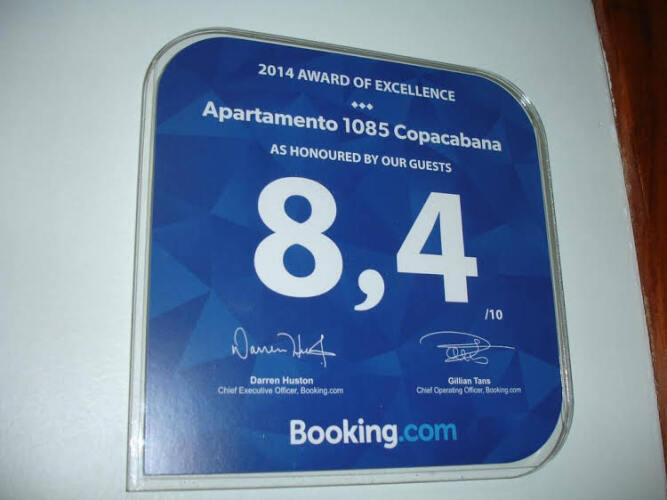 2014 AWARD OF EXCELLENCE
Apartamento 1085 Copacabana
AS HONOURED BY OUR GUESTS
8,4
/10
Darren Huston
Chief Executive Officer, Booking.com
Gillian Tans
Chief Operating Officer, Booking.com
Booking.com